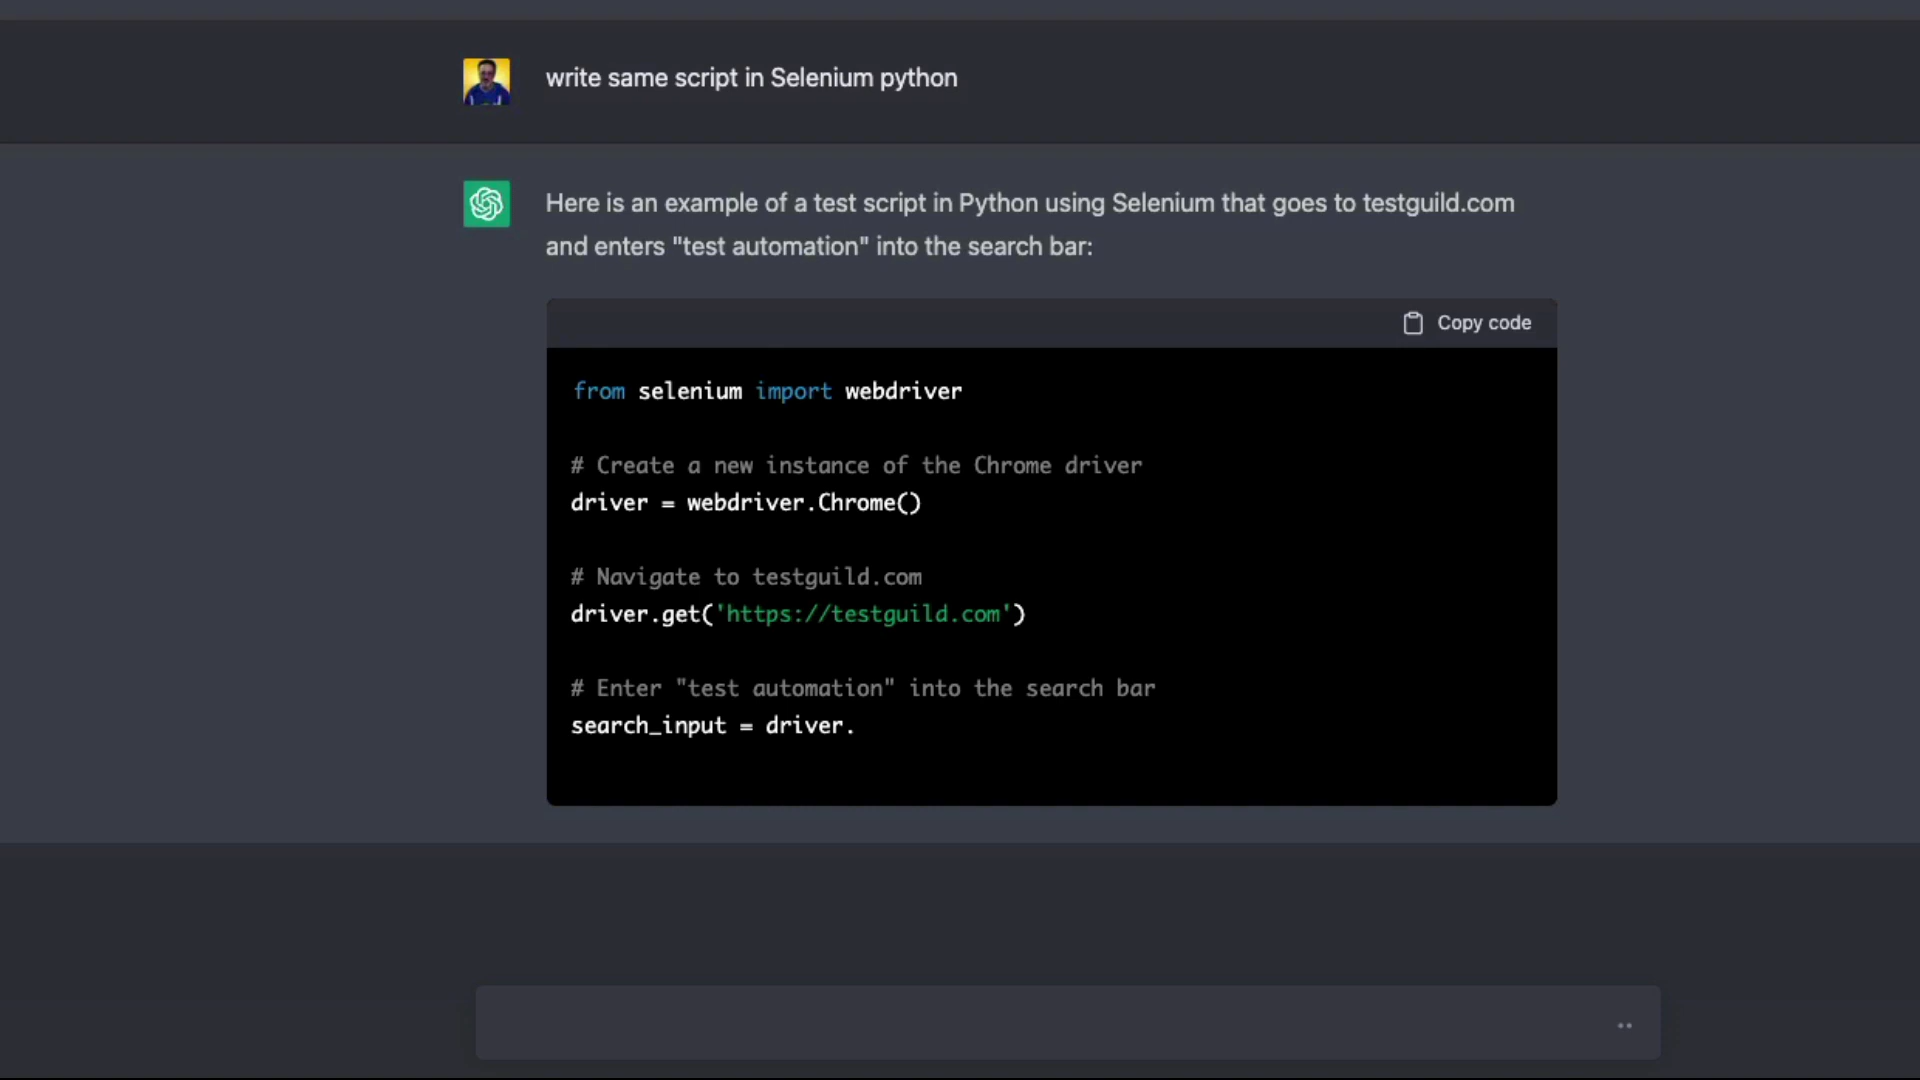 write same script in Selenium python
Here is an example of a test script in Python using Selenium that goes to testguild.com
and enters "test automation" into the search bar:
Copy code
from selenium import webdriver
# Create a new instance of the Chrome driver
driver = webdriver.Chrome()
# Navigate to testguild.com
driver.get('https://testguild.com')
# Enter "test automation" into the search bar
search_input = driver.